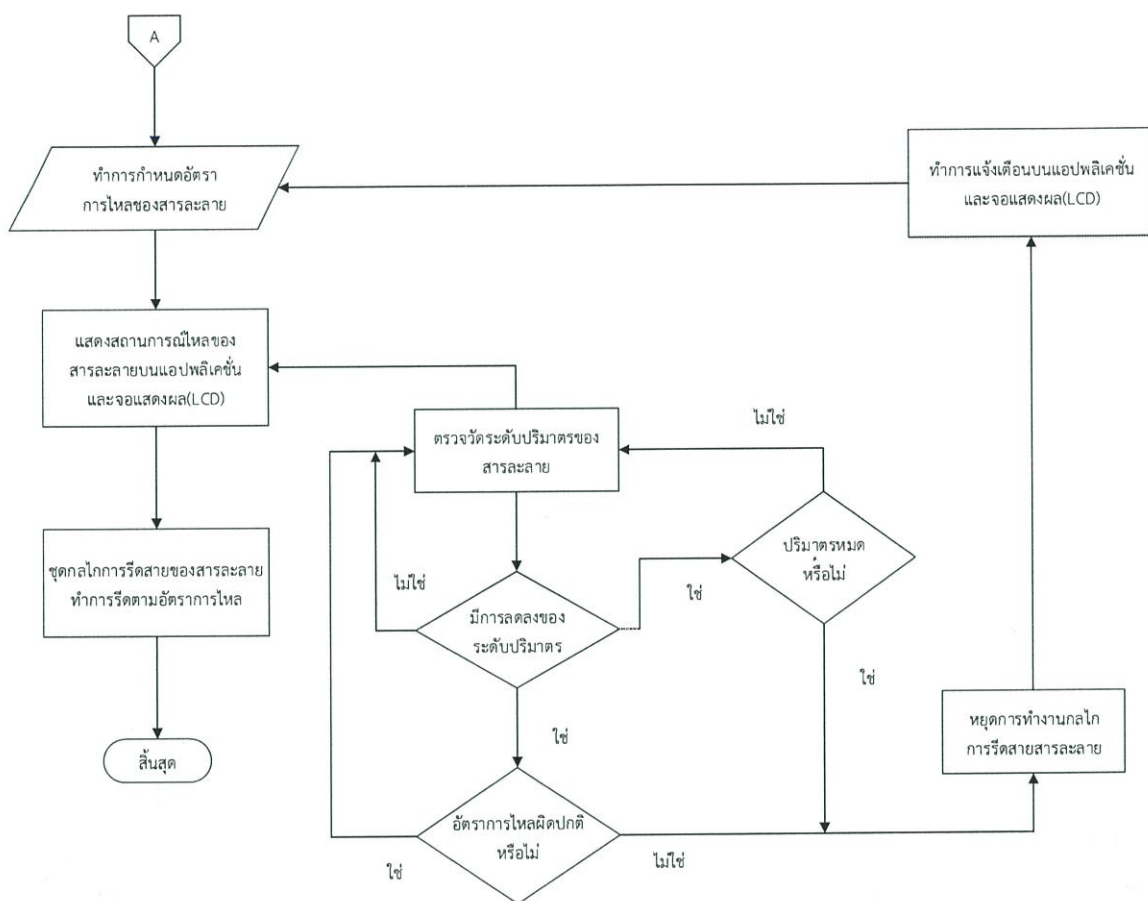 A
ทำการกำหนดอัตรา
การไหลของสารละลาย
ทำการแจ้งเตือนบนแอปพลิเคชั่น
และจอแสดงผล(LCD)
แสดงสถานการณ์ไหลของ
สารละลายบนแอปพลิเคชั่น
และจอแสดงผล(LCD)
ตรวจวัดระดับปริมาตรของ
สารละลาย
ไม่ใช่
ปริมาตรหมด
หรือไม่
ชุดกลไกการรีดสายของสารละลาย
ทำการรีดตามอัตราการไหล
ไม่ใช่
ใช่
มีการลดลงของ
ระดับปริมาตร
ใช่
หยุดการทำงานกลไก
การรีดสายสารละลาย
ใช่
สิ้นสุด
อัตราการไหลผิดปกติ
หรือไม่
ใช่
ไม่ใช่